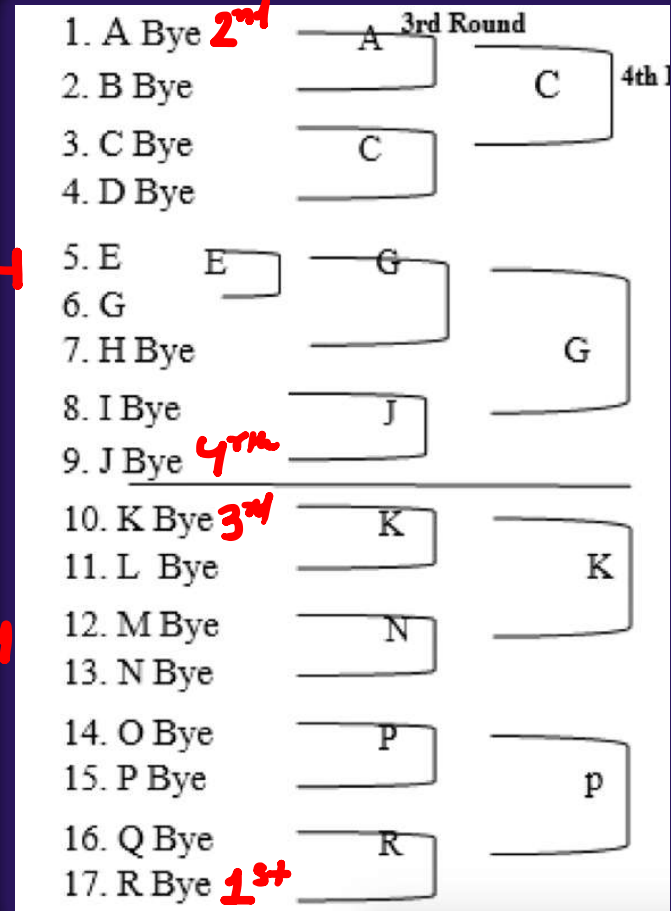 1. A Bye 2nd A 3rd Round
2. B Bye C 4th
3. C Bye C
4. D Bye
5. E E G
6. G
7. H Bye G
8. I Bye J
9. J Bye 4TH
10. K Bye 3rd K
11. L Bye K
12. M Bye N
13. N Bye
14. O Bye P
15. P Bye p
16. Q Bye R
17. R Bye 1st